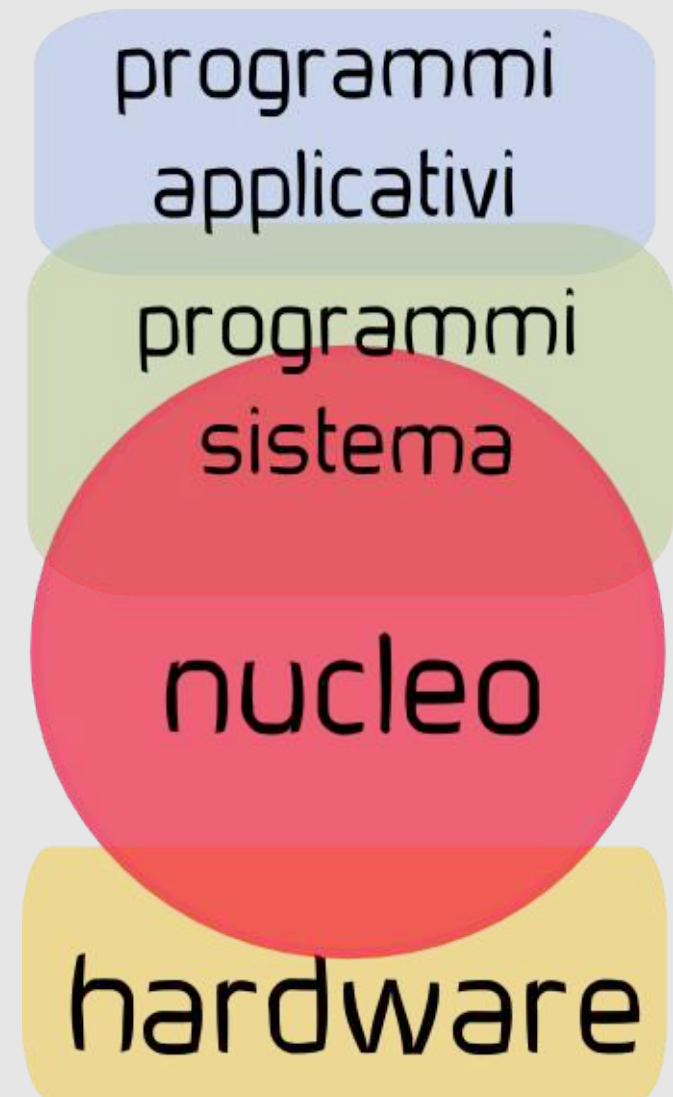 programmi
applicativi
programmi
sistema
nucleo
hardware